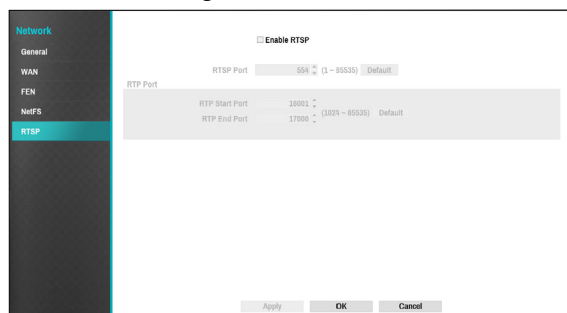 Network
General
WAN
FEN
NetFS
RTSP
Enable RTSP
RTSP Port 554 (1 ~ 65535) Default
RTP Port
RTP Start Port 16001
RTP End Port 17000
(1024 ~ 65535) Default
Apply OK Cancel